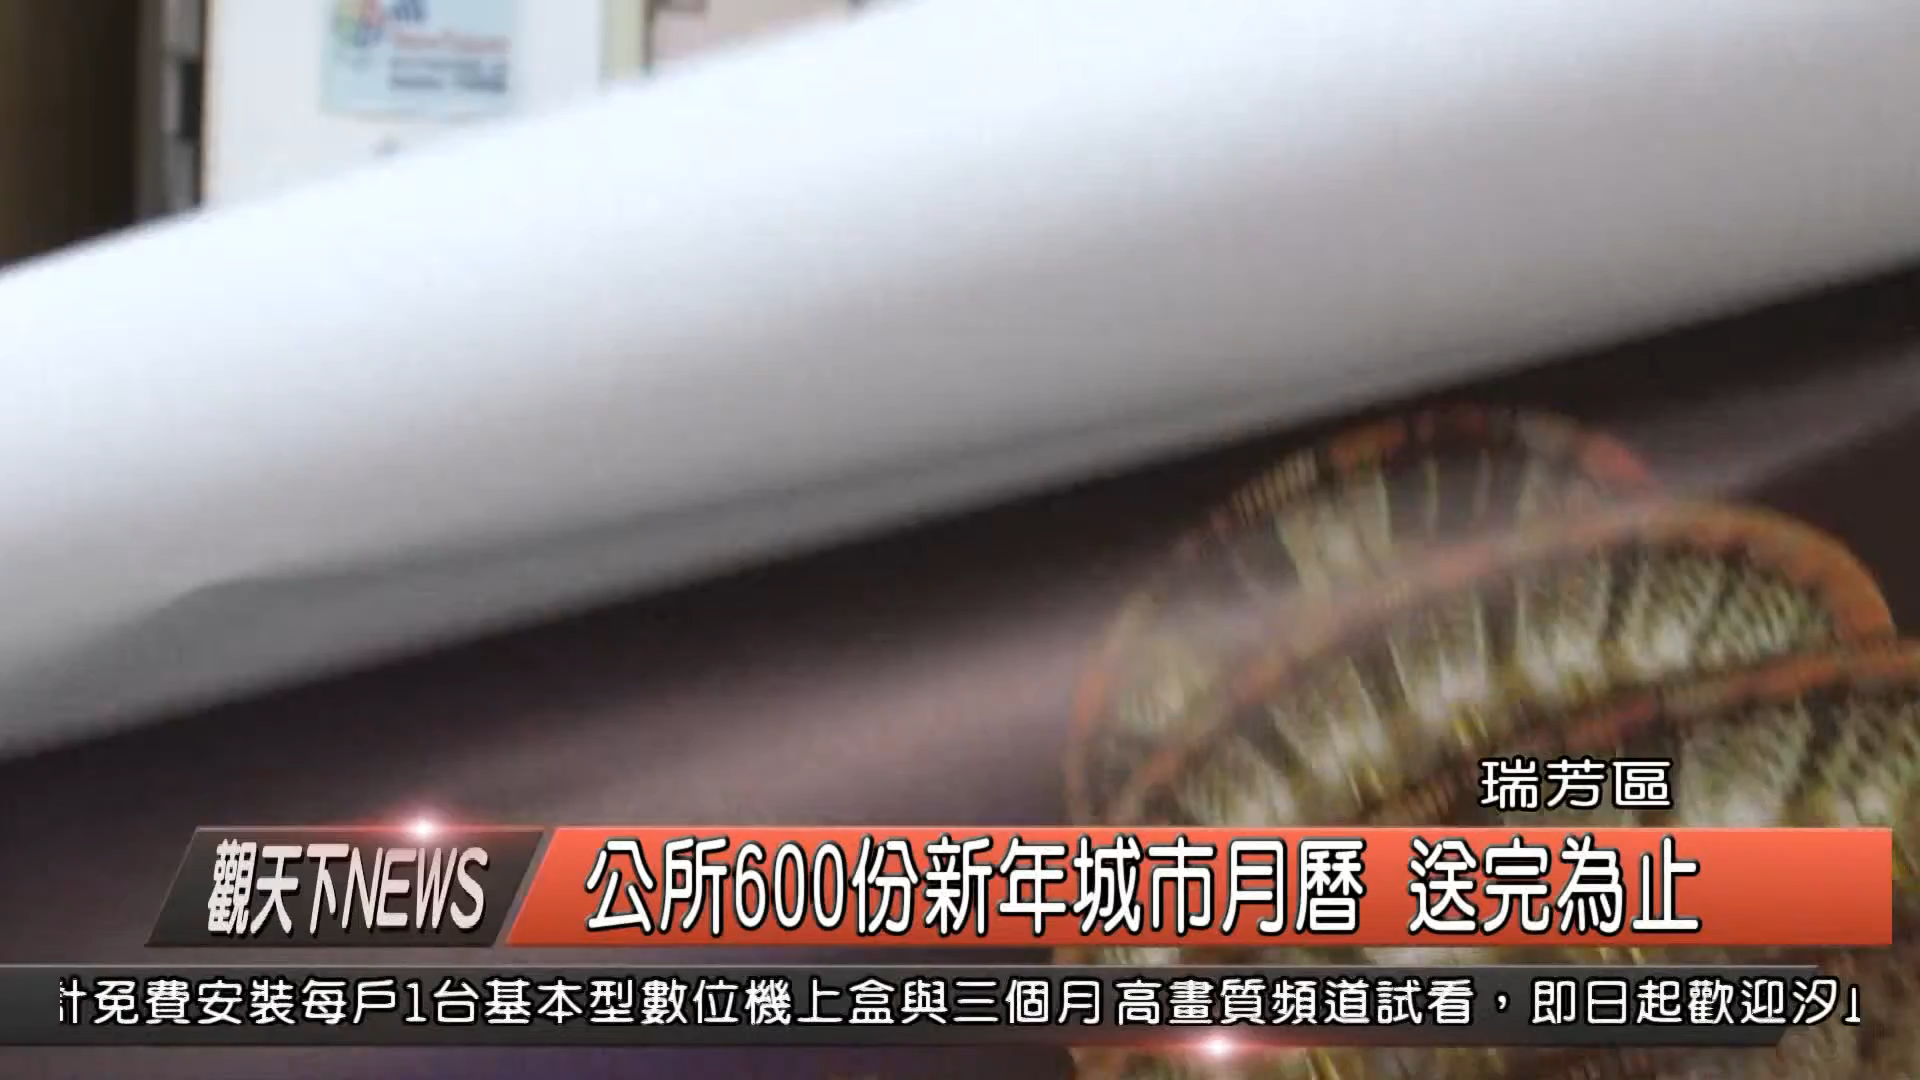 瑞芳區
觀天下NEWS
公所600份新年城市月曆 送完為止
計免費安裝每戶1台基本型數位機上盒與三個月高畫質頻道試看，即日起歡迎汐